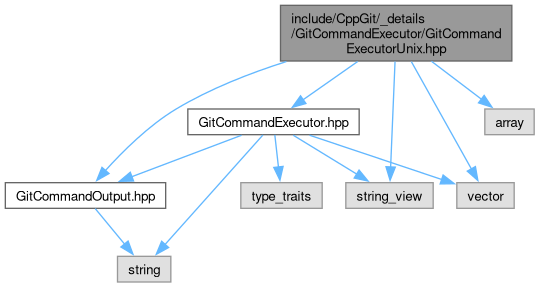 include/CppGit/_details
/GitCommandExecutor/GitCommand
ExecutorUnix.hpp
GitCommandExecutor.hpp
array
GitCommandOutput.hpp
type_traits
string_view
vector
string